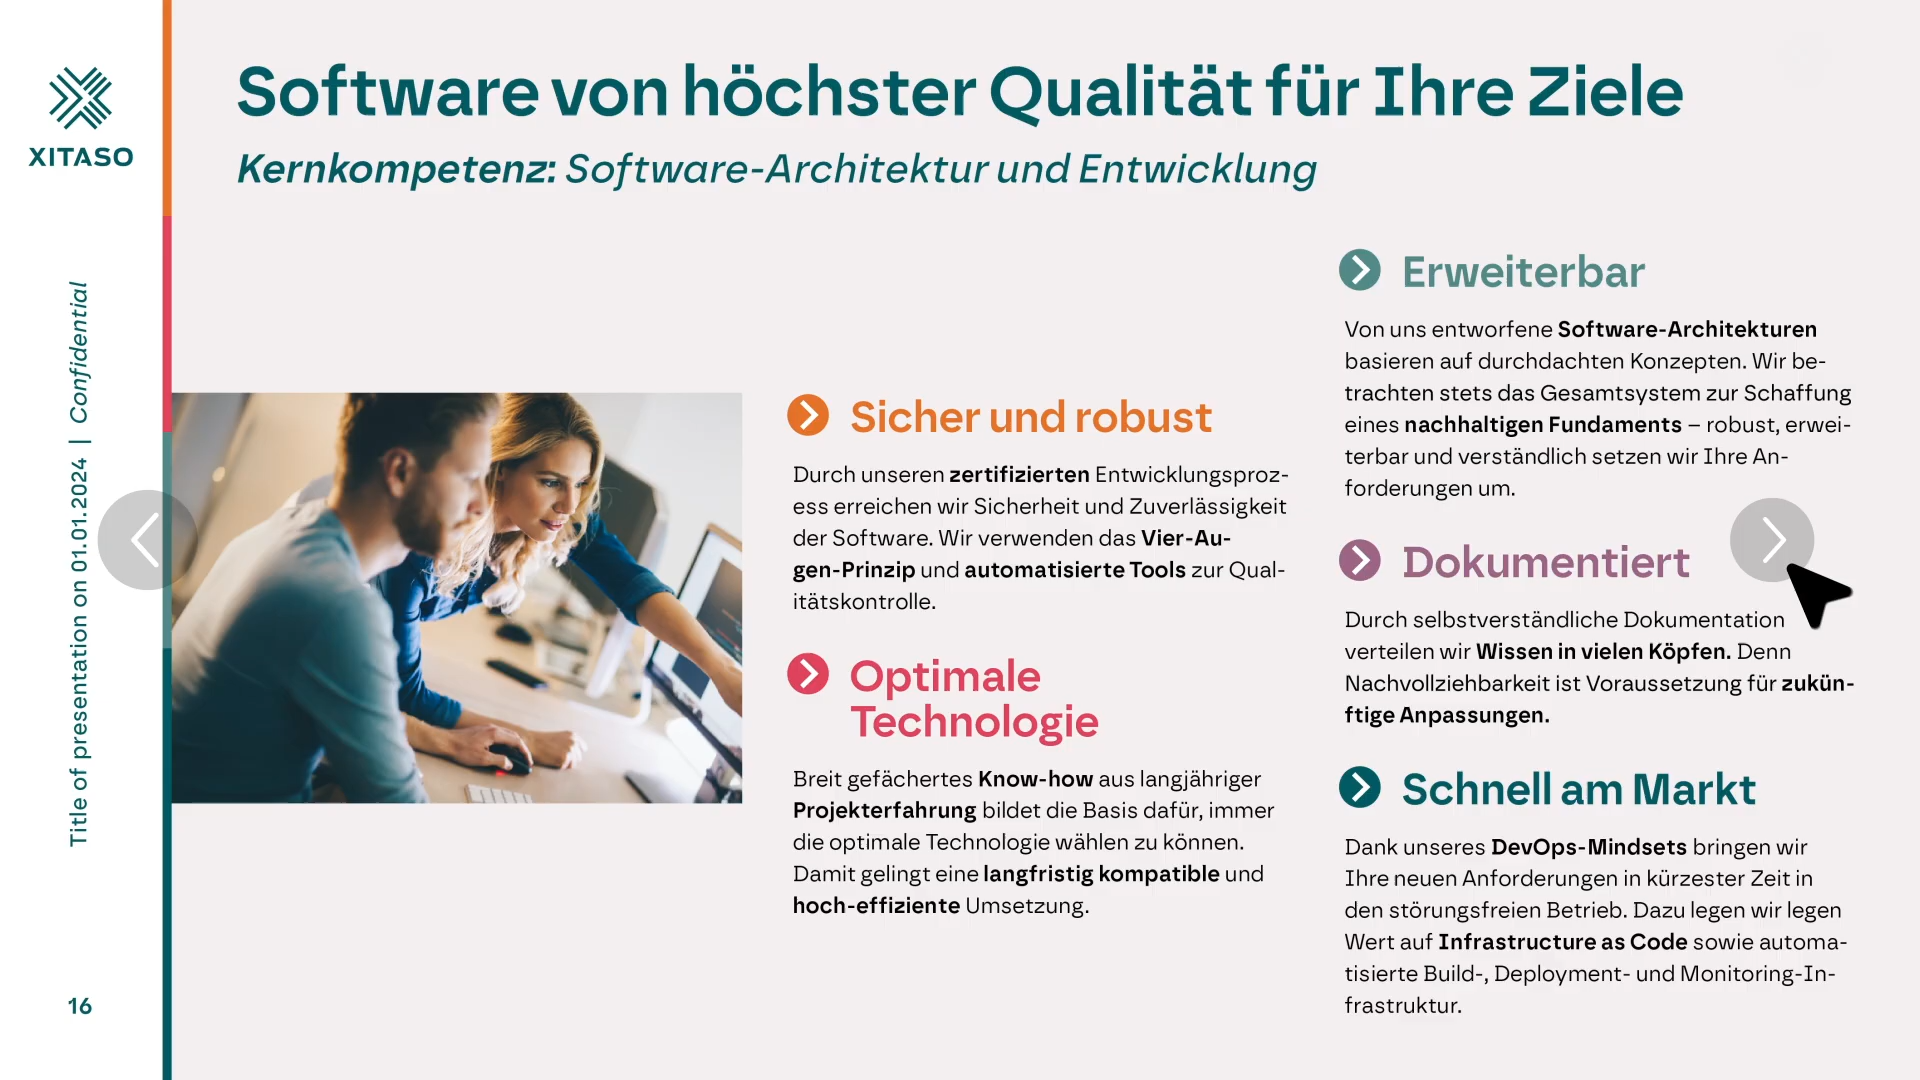 XITASO
Title of presentation on 01.01.2024 | Confidential
16
Software von höchster Qualität für Ihre Ziele
Kernkompetenz: Software-Architektur und Entwicklung
Sicher und robust
Durch unseren zertifizierten Entwicklungsproz-
ess erreichen wir Sicherheit und Zuverlässigkeit
der Software. Wir verwenden das Vier-Au-
gen-Prinzip und automatisierte Tools zur Qual-
itätskontrolle.
Optimale
Technologie
Breit gefächertes Know-how aus langjähriger
Projekterfahrung bildet die Basis dafür, immer
die optimale Technologie wählen zu können.
Damit gelingt eine langfristig kompatible und
hoch-effiziente Umsetzung.
Erweiterbar
Von uns entworfene Software-Architekturen
basieren auf durchdachten Konzepten. Wir be-
trachten stets das Gesamtsystem zur Schaffung
eines nachhaltigen Fundaments – robust, erwei-
terbar und verständlich setzen wir Ihre An-
forderungen um.
Dokumentiert
Durch selbstverständliche Dokumentation
verteilen wir Wissen in vielen Köpfen. Denn
Nachvollziehbarkeit ist Voraussetzung für zukün-
ftige Anpassungen.
Schnell am Markt
Dank unseres DevOps-Mindsets bringen wir
Ihre neuen Anforderungen in kürzester Zeit in
den störungsfreien Betrieb. Dazu legen wir legen
Wert auf Infrastructure as Code sowie automa-
tisierte Build-, Deployment- und Monitoring-In-
frastruktur.